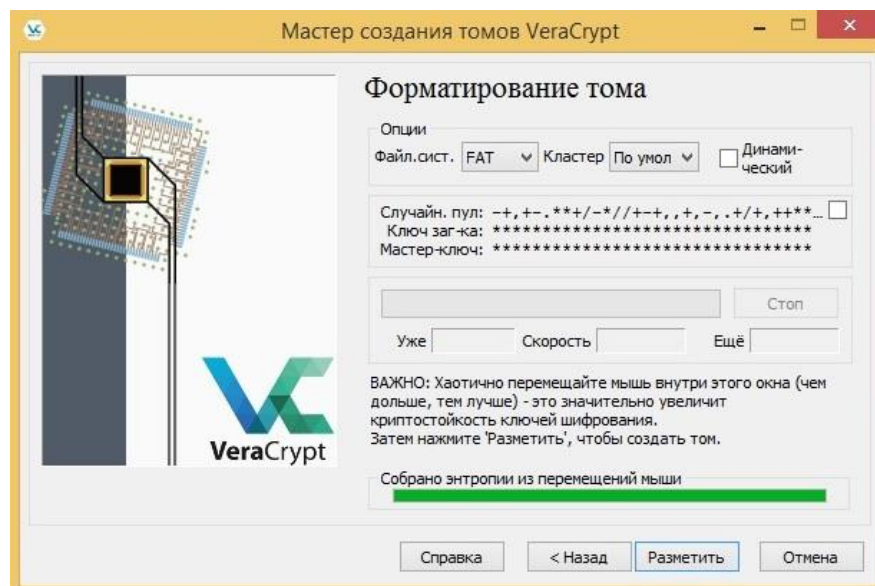 Мастер создания томов VeraCrypt
Форматирование тома
Опции
Файл.сист. FAT Кластер По умол Динами-
ческий
Случайн. пул: -+,+-.**+/-*//+-+,,+,-,.+/+,++**...
Ключ заг-ка: ********************************
Мастер-ключ: ********************************
Стоп
Уже Скорость Ещё
ВАЖНО: Хаотично перемещайте мышь внутри этого окна (чем
дольше, тем лучше) - это значительно увеличит
криптостойкость ключей шифрования.
Затем нажмите 'Разметить', чтобы создать том.
VeraCrypt
Собрано энтропии из перемещений мыши
Справка < Назад Разметить Отмена